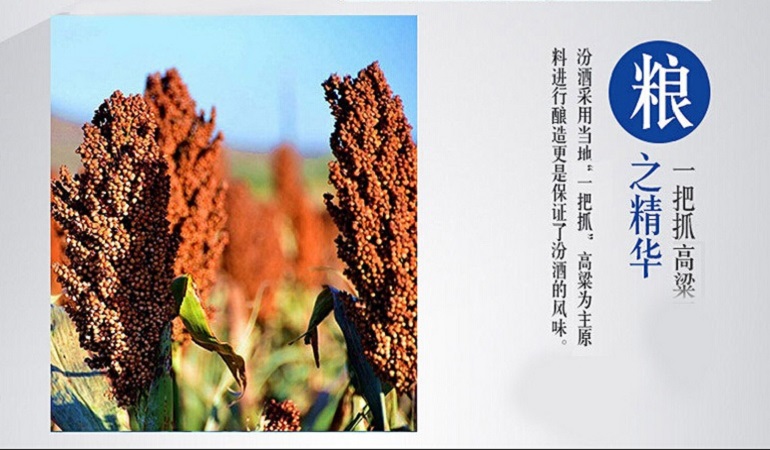 粮
之精华
一把抓高粱
汾酒采用当地“一把抓”高粱为主原
料进行酿造更是保证了汾酒的风味。